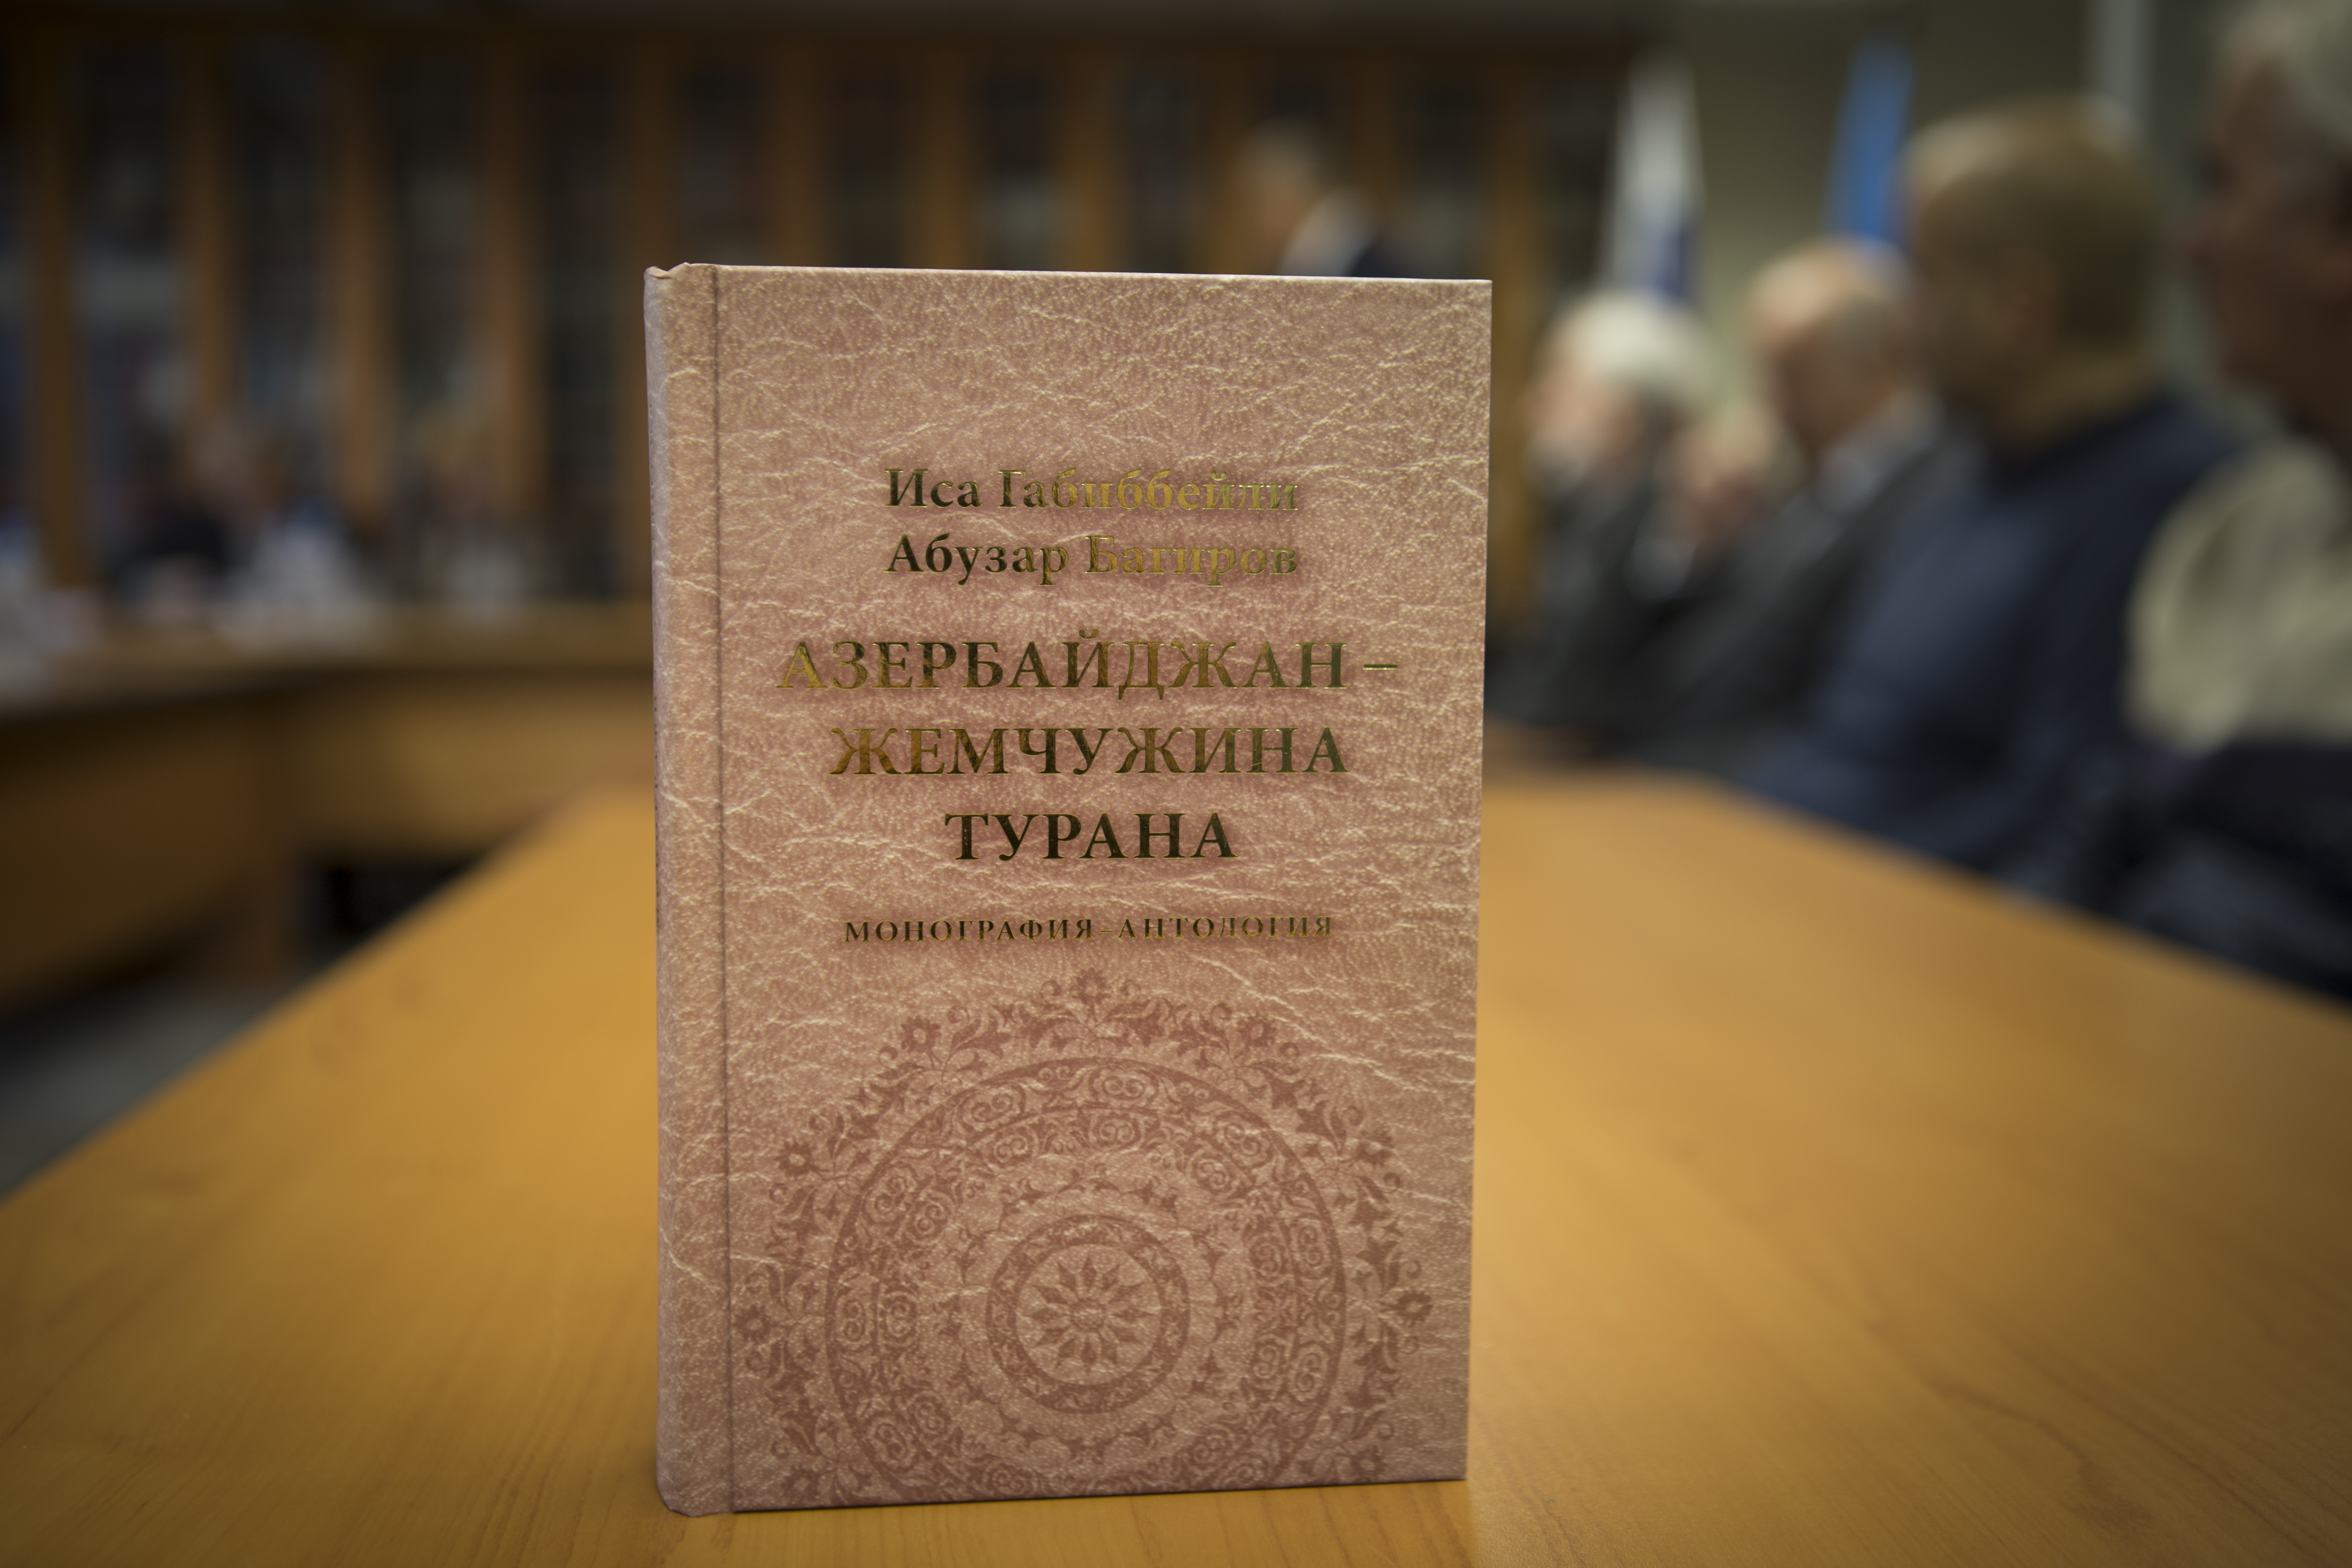 Иса Габиббейли
Абузар Багиров
АЗЕРБАЙДЖАН –
ЖЕМЧУЖИНА
ТУРАНА
МОНОГРАФИЯ–АНТОЛОГИЯ